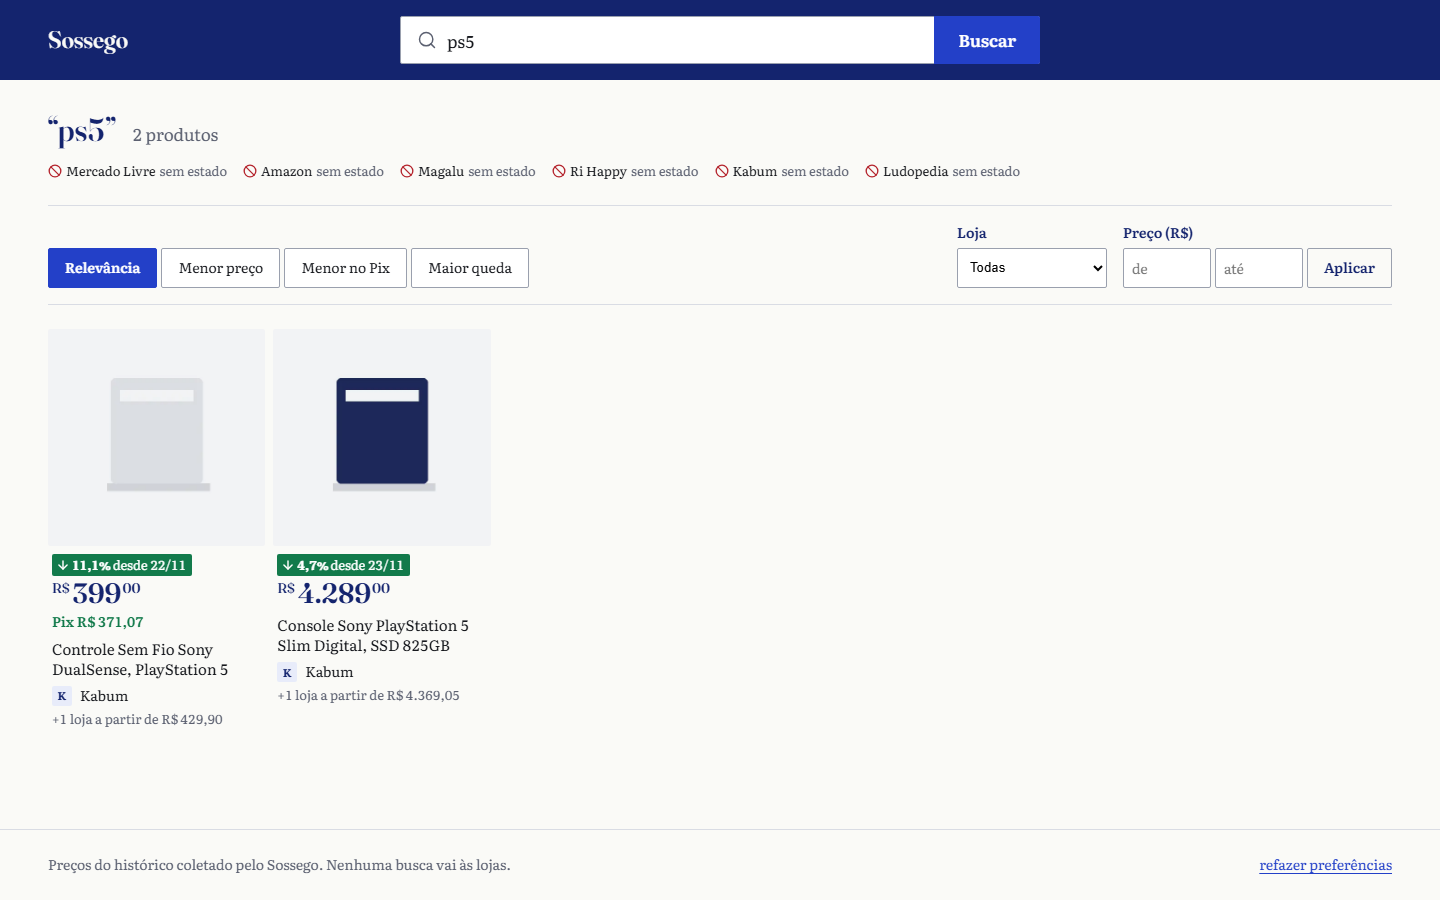 Sossego
ps5
Buscar
“ps5” 2 produtos
Mercado Livre sem estado Amazon sem estado Magalu sem estado Ri Happy sem estado Kabum sem estado Ludopedia sem estado
Loja Preço (R$)
Relevância Menor preço Menor no Pix Maior queda Todas de até Aplicar
↓ 11,1% desde 22/11
R$ 399 00
Pix R$ 371,07
Controle Sem Fio Sony
DualSense, PlayStation 5
K Kabum
+1 loja a partir de R$ 429,90
↓ 4,7% desde 23/11
R$ 4.289 00
Console Sony PlayStation 5
Slim Digital, SSD 825GB
K Kabum
+1 loja a partir de R$ 4.369,05
Preços do histórico coletado pelo Sossego. Nenhuma busca vai às lojas.
refazer preferências